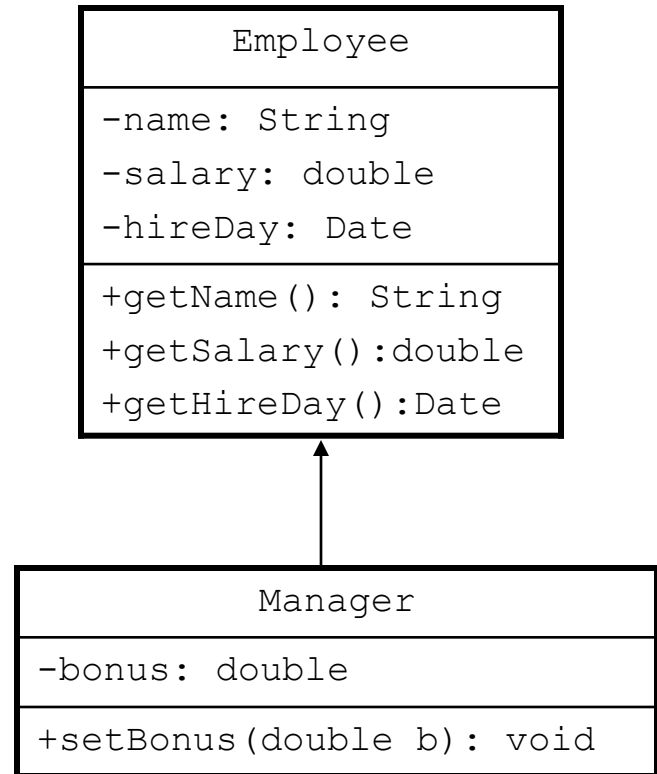 Employee
-name: String
-salary: double
-hireDay: Date
+getName(): String
+getSalary():double
+getHireDay():Date
Manager
-bonus: double
+setBonus(double b): void